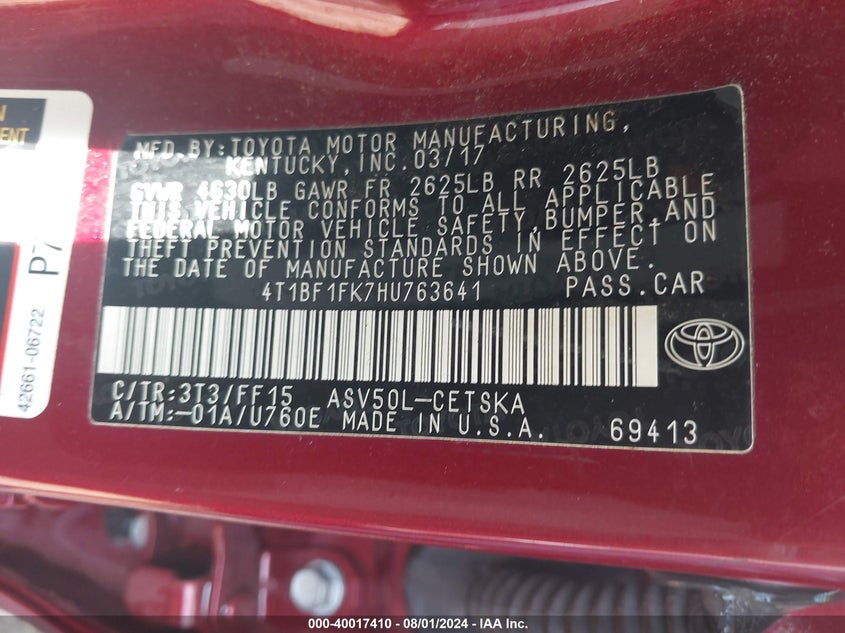 N
ENT
P7
42661-06722
MFD.BY:TOYOTA MOTOR MANUFACTURING,
KENTUCKY,INC.03/17
GVWR 4630LB GAWR FR 2625LB RR 2625LB
THIS VEHICLE CONFORMS TO ALL APPLICABLE
FEDERAL MOTOR VEHICLE SAFETY,BUMPER,AND
THEFT PREVENTION STANDARDS IN EFFECT ON
THE DATE OF MANUFACTURE SHOWN ABOVE.
4T1BF1FK7HU763641 PASS.CAR
C/TR:3T3/FF15 ASV50L-CETSKA
A/TM:-01A/U760E MADE IN U.S.A. 69413
000-40017410 - 08/01/2024 - IAA Inc.